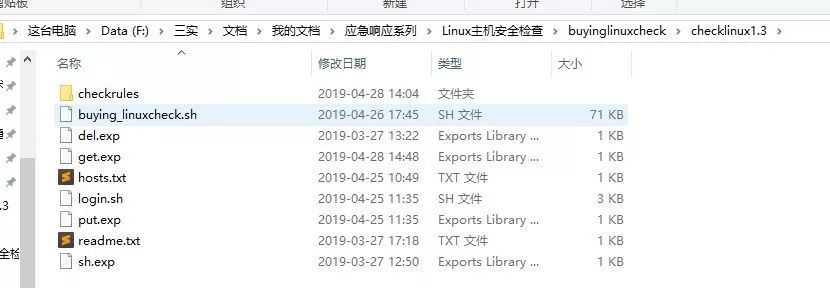 剪贴板 组织 新建 打开 选择
这台电脑 > Data (F:) > 三实 > 文档 > 我的文档 > 应急响应系列 > Linux主机安全检查 > buyinglinuxcheck > checklinux1.3 >
名称 修改日期 类型 大小
checkrules 2019-04-28 14:04 文件夹
buying_linuxcheck.sh 2019-04-26 17:45 SH 文件 71 KB
del.exp 2019-03-27 13:22 Exports Library ... 1 KB
get.exp 2019-04-28 14:48 Exports Library ... 1 KB
hosts.txt 2019-04-25 10:49 TXT 文件 1 KB
login.sh 2019-04-25 11:35 SH 文件 3 KB
put.exp 2019-04-25 11:35 Exports Library ... 1 KB
.3
readme.txt 2019-03-27 17:18 TXT 文件 1 KB
全检
sh.exp 2019-03-27 12:50 Exports Library ... 1 KB